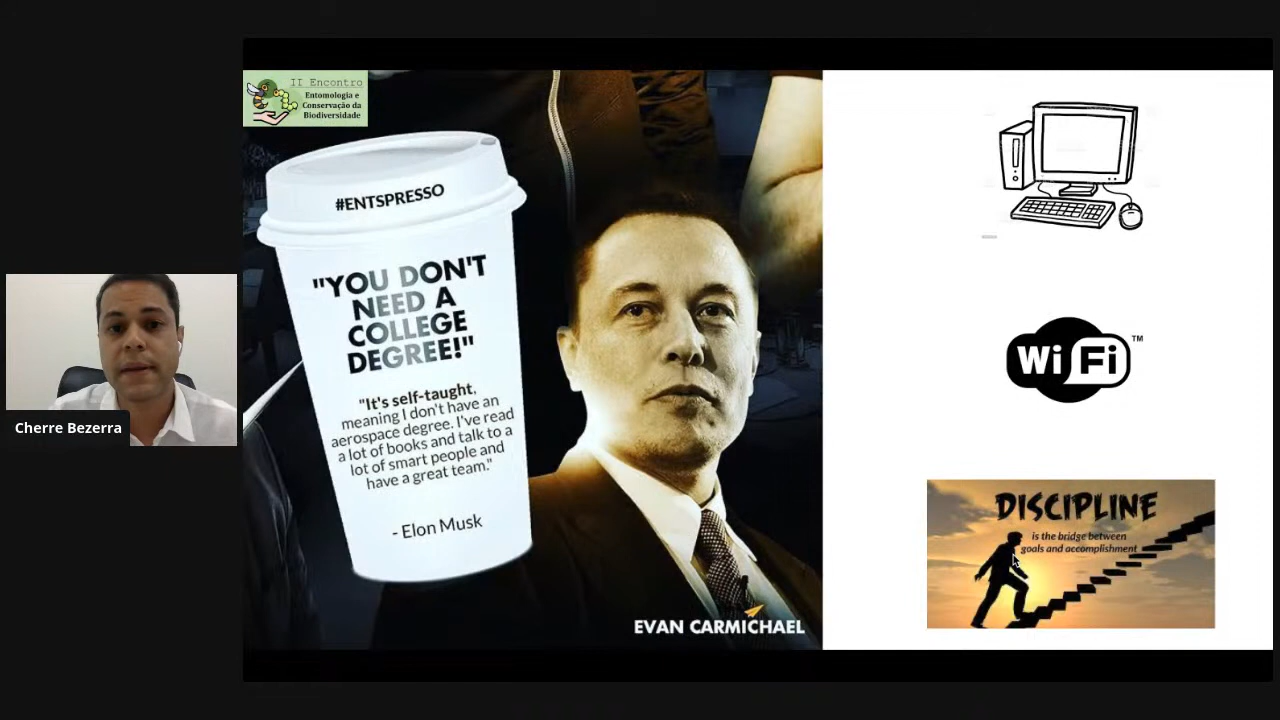 II Encontro
Entomologia e
Conservação da
Biodiversidade
#ENTSPRESSO
"YOU DON'T
NEED A
COLLEGE
DEGREE!"
"It's self-taught,
meaning I don't have an
aerospace degree. I've read
a lot of books and talk to a
lot of smart people and
have a great team."
- Elon Musk
EVAN CARMICHAEL
Wi Fi TM
DISCIPLINE
is the bridge between
goals and accomplishment
Cherre Bezerra